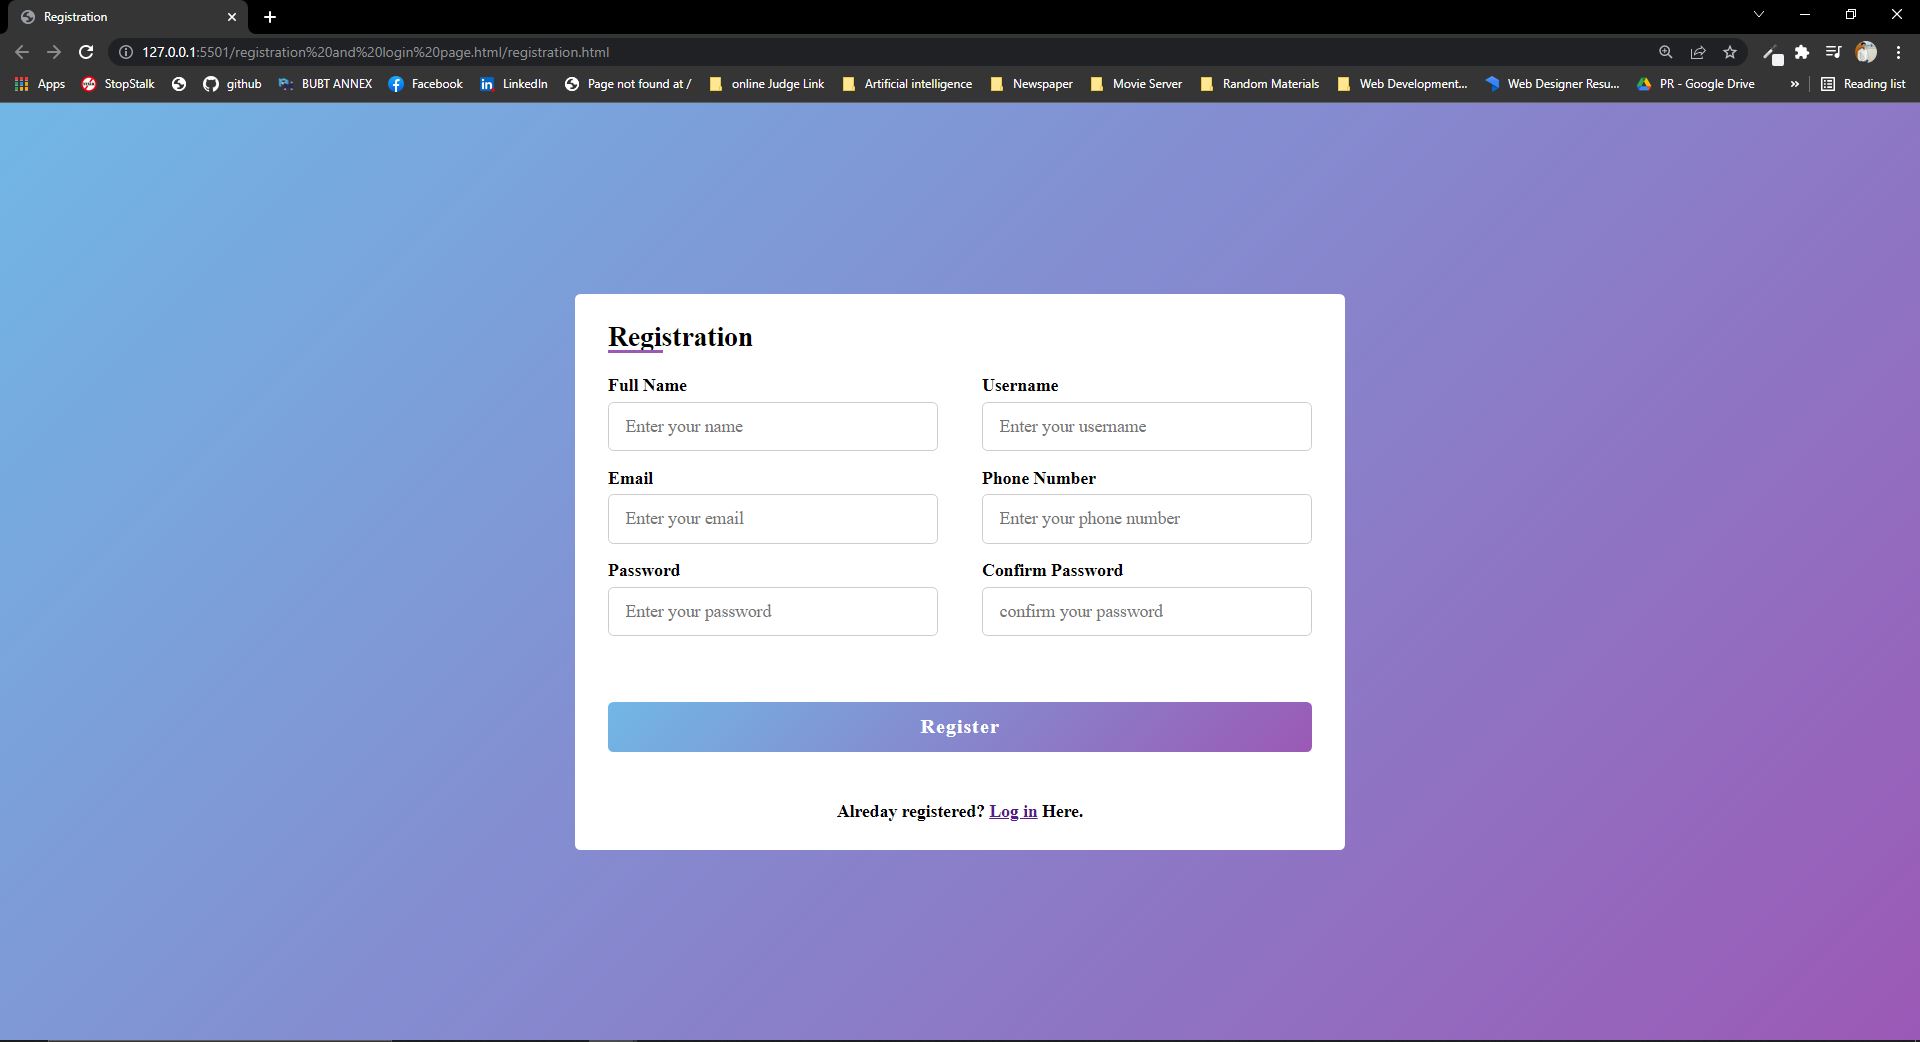 Registration
127.0.0.1:5501/registration%20and%20login%20page.html/registration.html
Apps StopStalk github BUBT ANNEX Facebook LinkedIn Page not found at / online Judge Link Artificial intelligence Newspaper Movie Server Random Materials Web Development... Web Designer Resu... PR - Google Drive » Reading list
Registration
Full Name Username
Enter your name Enter your username
Email Phone Number
Enter your email Enter your phone number
Password Confirm Password
Enter your password confirm your password
Register
Alreday registered? Log in Here.